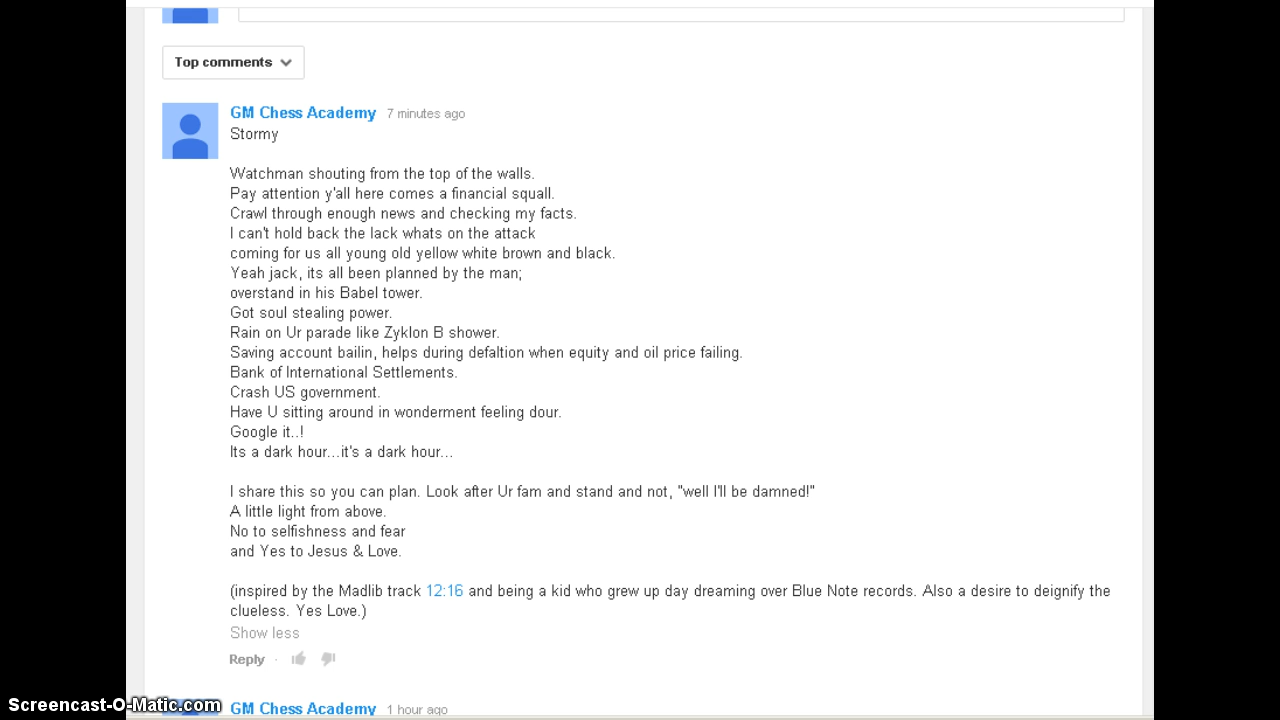 Top comments
GM Chess Academy 7 minutes ago
Stormy
Watchman shouting from the top of the walls.
Pay attention y'all here comes a financial squall.
Crawl through enough news and checking my facts.
I can't hold back the lack whats on the attack
coming for us all young old yellow white brown and black.
Yeah jack, its all been planned by the man;
overstand in his Babel tower.
Got soul stealing power.
Rain on Ur parade like Zyklon B shower.
Saving account bailin, helps during defaltion when equity and oil price failing.
Bank of International Settlements.
Crash US government.
Have U sitting around in wonderment feeling dour.
Google it..!
Its a dark hour...it's a dark hour...
I share this so you can plan. Look after Ur fam and stand and not, "well I'll be damned!"
A little light from above.
No to selfishness and fear
and Yes to Jesus & Love.
(inspired by the Madlib track 12:16 and being a kid who grew up day dreaming over Blue Note records. Also a desire to deignify the
clueless. Yes Love.)
Show less
Reply ·
GM Chess Academy 1 hour ago
Screencast-O-Matic.com